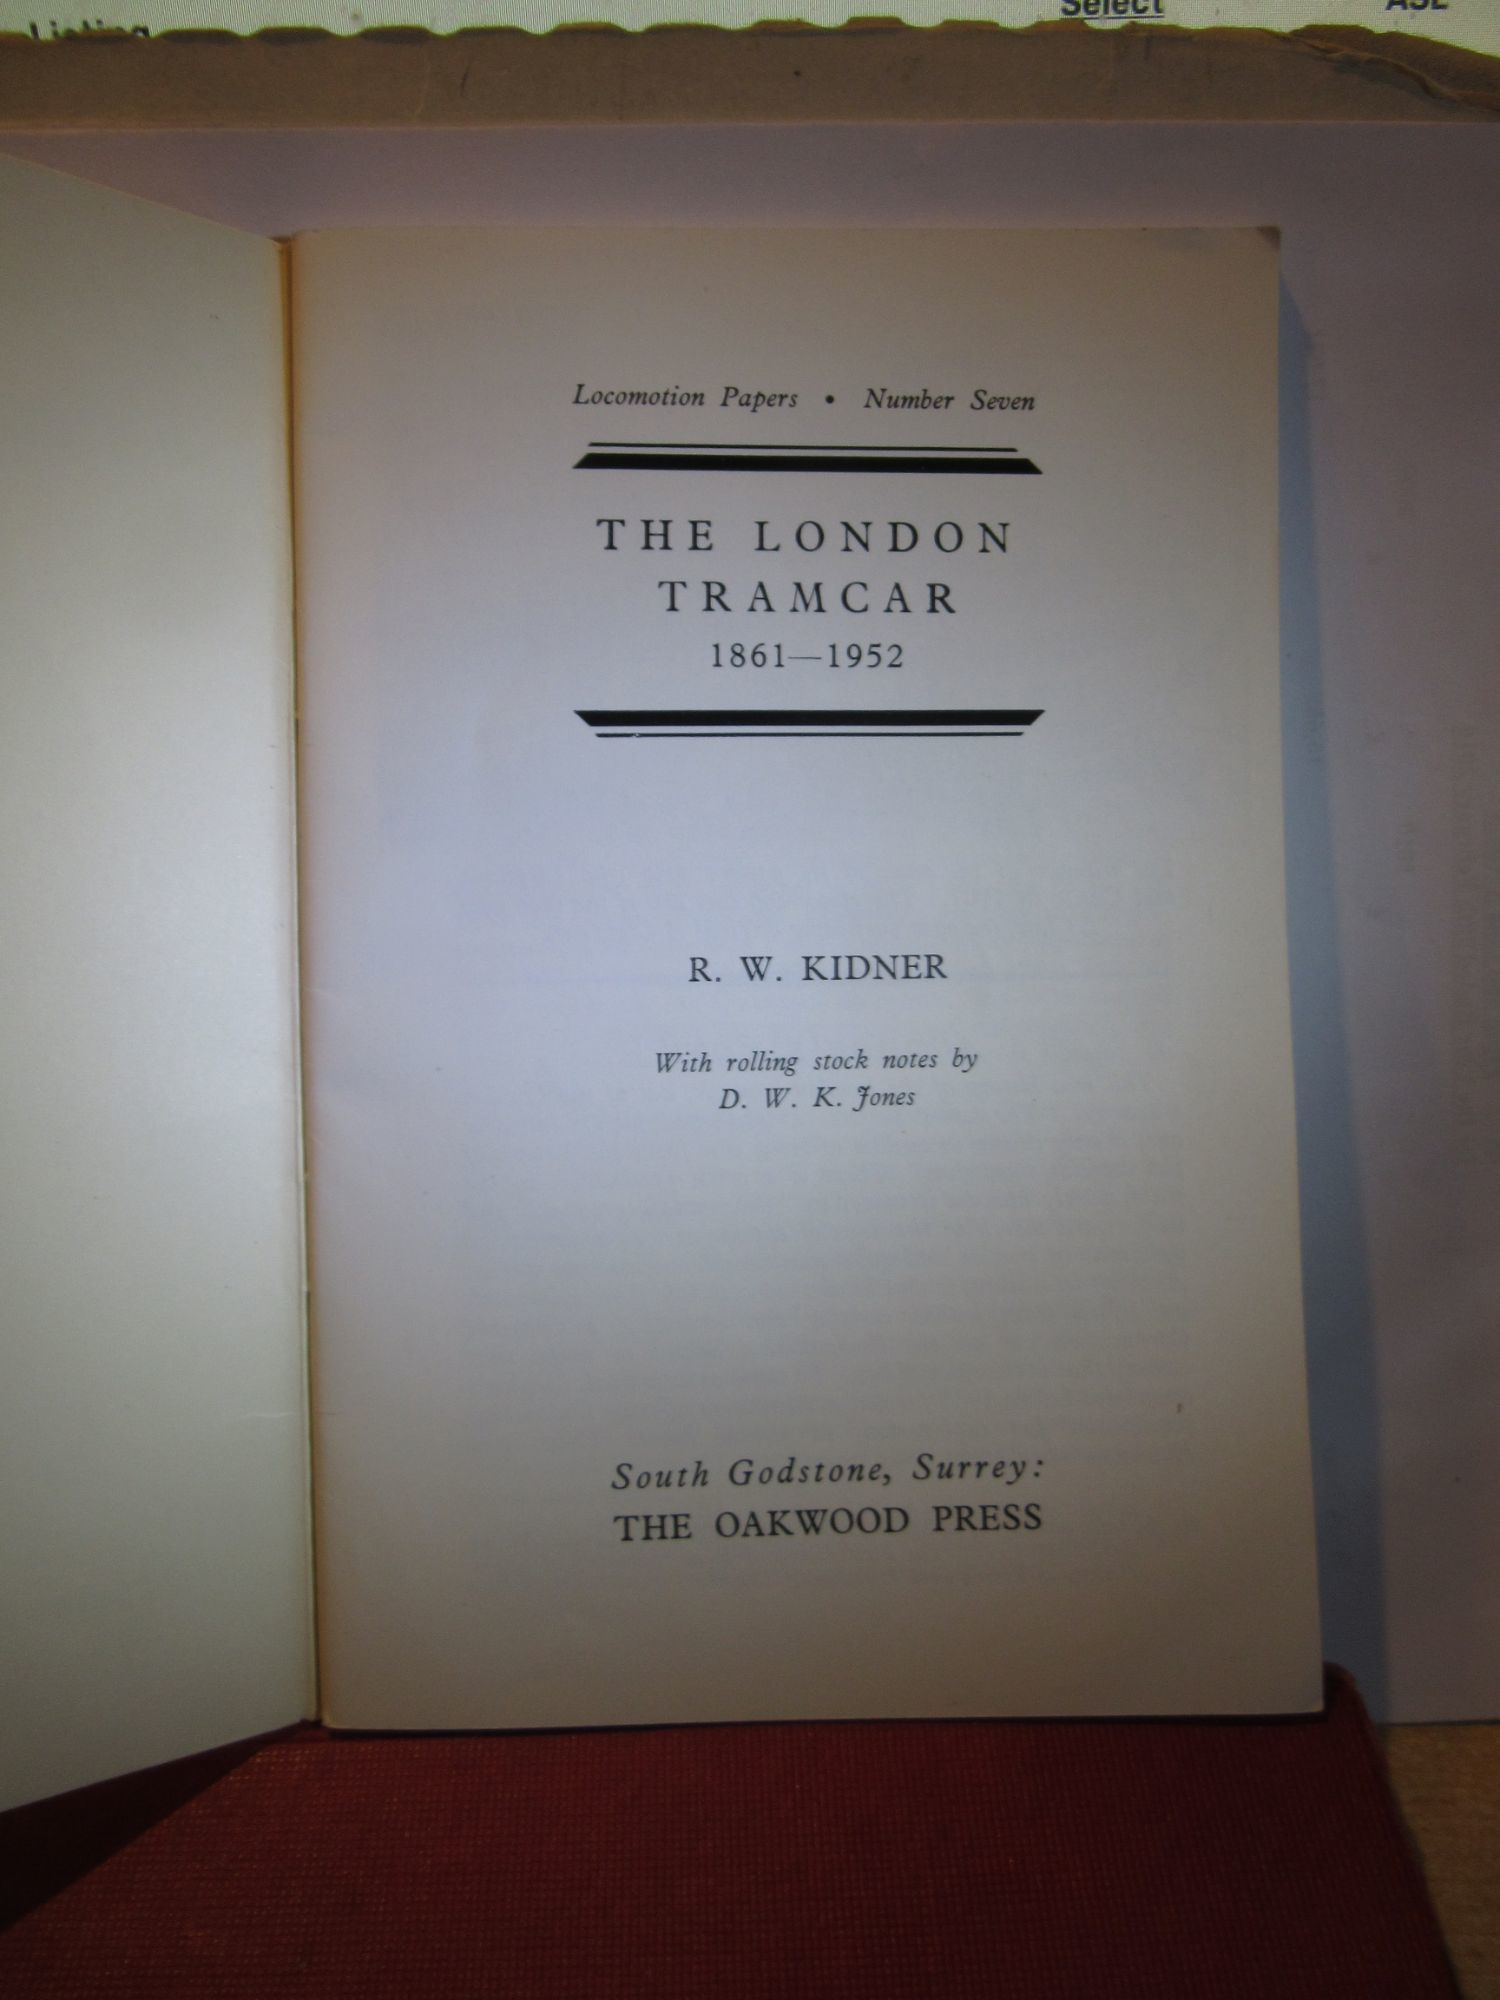 Select
Locomotion Papers • Number Seven
THE LONDON
TRAMCAR
1861—1952
R. W. KIDNER
With rolling stock notes by
D. W. K. Jones
South Godstone, Surrey:
THE OAKWOOD PRESS